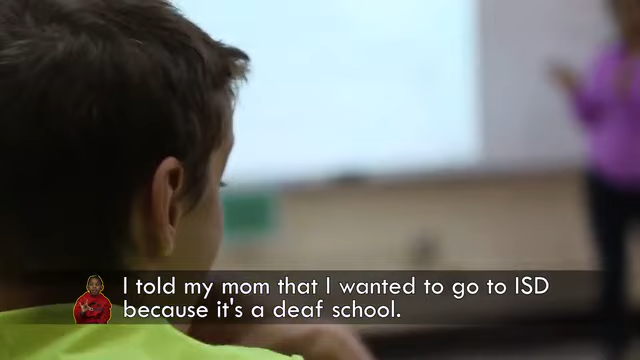 I told my mom that I wanted to go to ISD
because it's a deaf school.